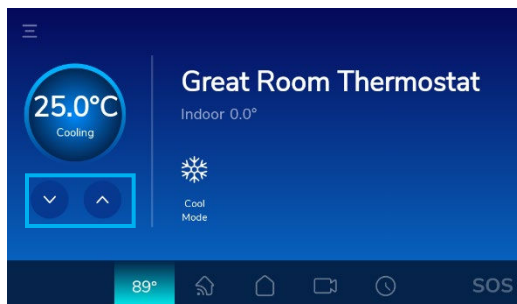 25.0°C
Cooling
Great Room Thermostat
Indoor 0.0°
Cool
Mode
89°
SOS